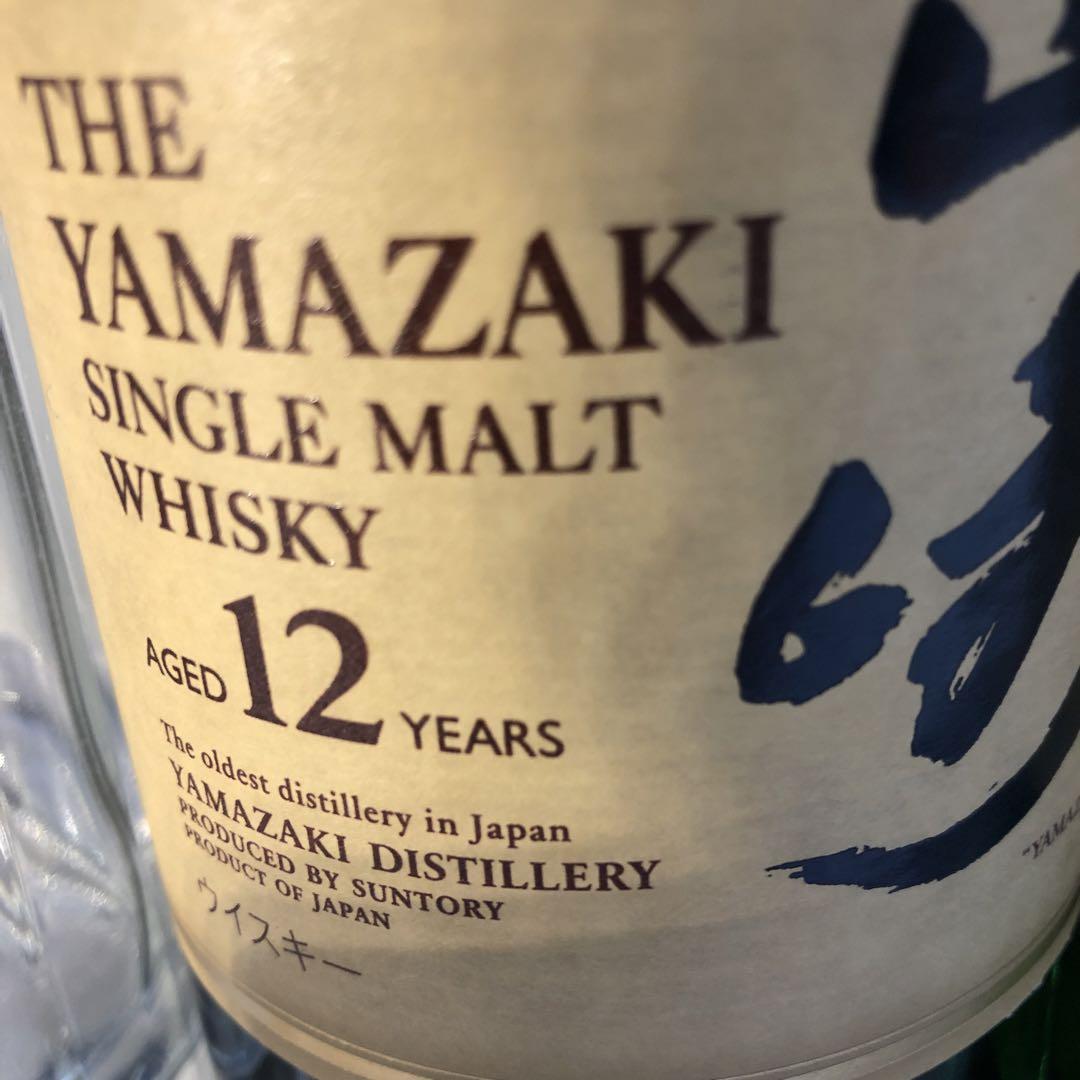 THE
YAMAZAKI
SINGLE MALT
WHISKY
AGED 12 YEARS
The oldest distillery in Japan
YAMAZAKI DISTILLERY
PRODUCED BY SUNTORY
PRODUCT OF JAPAN
ウイスキー